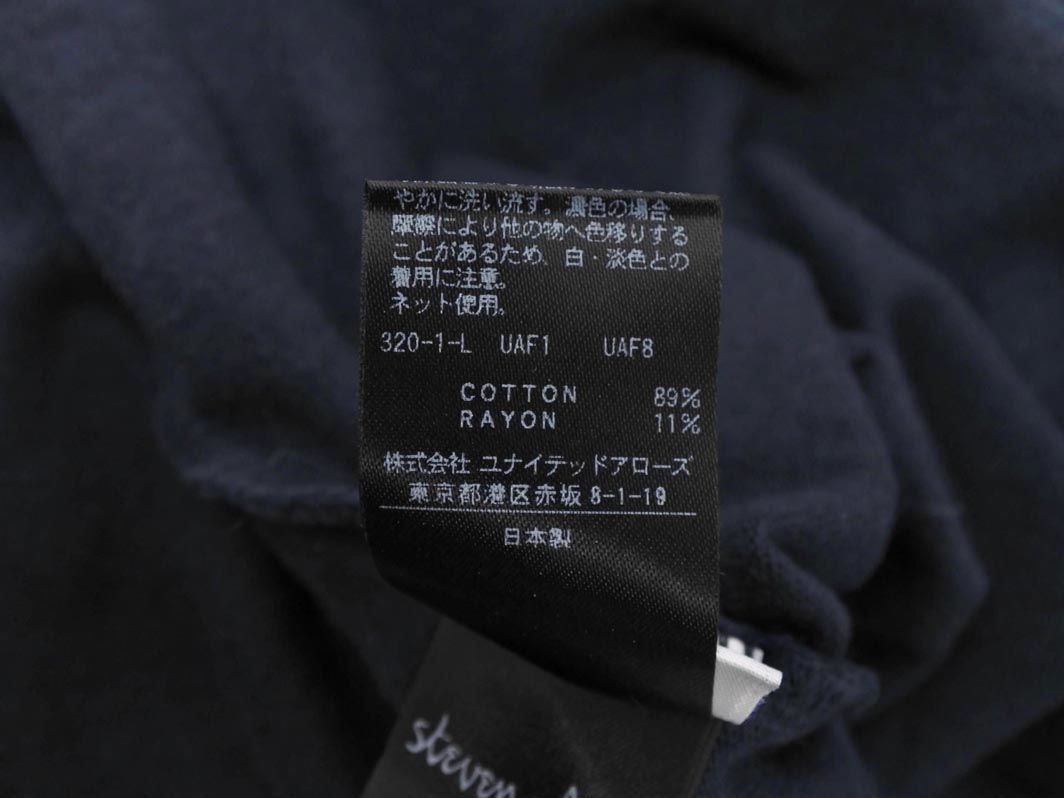 やかに洗い流す。濃色の場合、
摩擦により他の物へ色移りする
ことがあるため、白・淡色との
着用に注意。
ネット使用。
320-1-L UAF1 UAF8
COTTON 89%
RAYON 11%
株式会社 ユナイテッドアローズ
東京都港区赤坂 8-1-19
日本製
steven